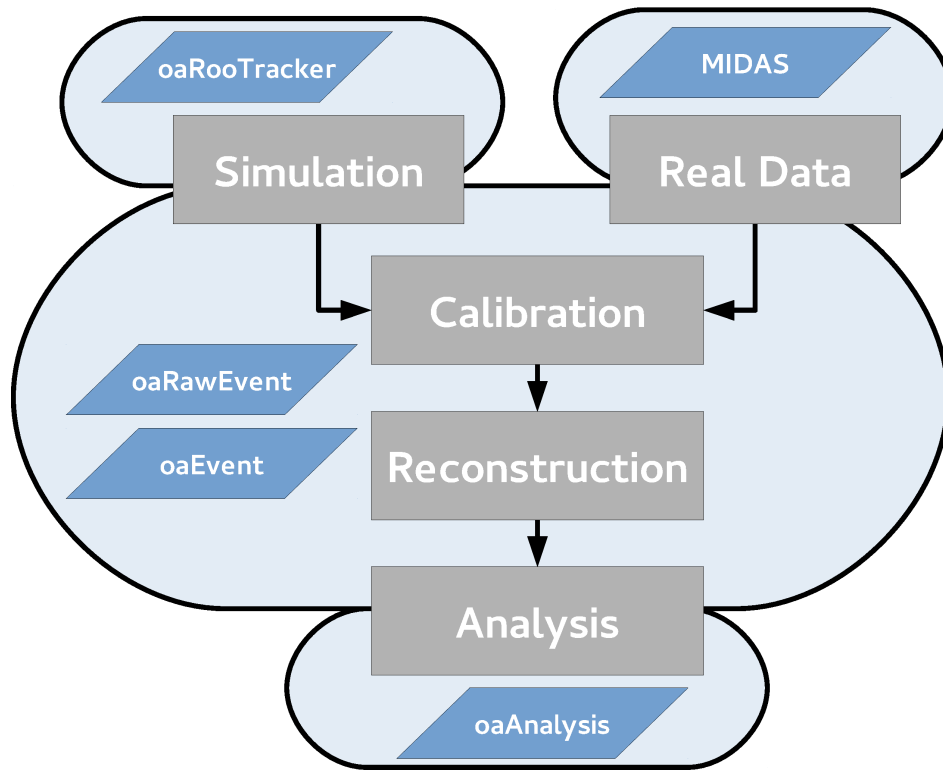 oaRooTracker
MIDAS
Simulation
Real Data
Calibration
oaRawEvent
oaEvent
Reconstruction
Analysis
oaAnalysis